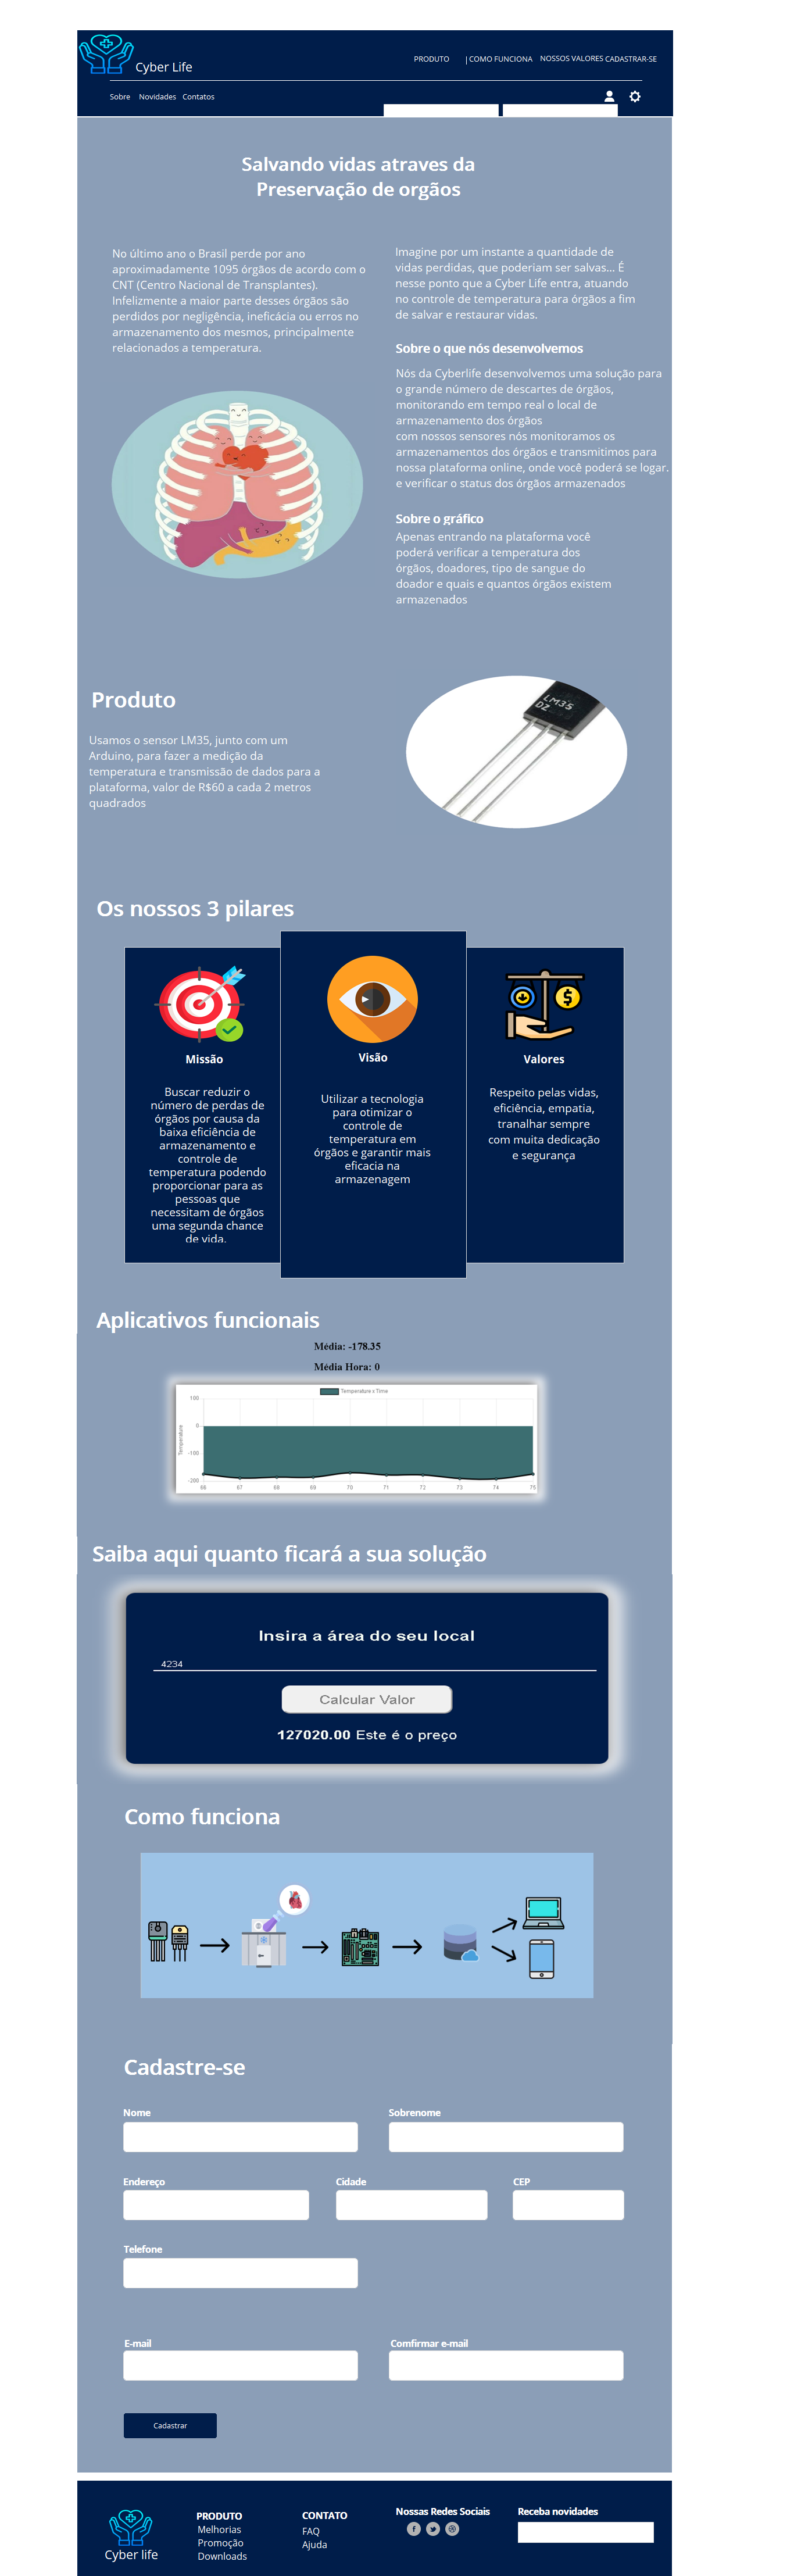 Cyber Life
PRODUTO
| COMO FUNCIONA
NOSSOS VALORES
CADASTRAR-SE
Sobre
Novidades
Contatos
Salvando vidas atraves da
Preservação de orgãos
No último ano o Brasil perde por ano
aproximadamente 1095 órgãos de acordo com o
CNT (Centro Nacional de Transplantes).
Infelizmente a maior parte desses órgãos são
perdidos por negligência, ineficácia ou erros no
armazenamento dos mesmos, principalmente
relacionados a temperatura.
Imagine por um instante a quantidade de
vidas perdidas, que poderiam ser salvas... É
nesse ponto que a Cyber Life entra, atuando
no controle de temperatura para órgãos a fim
de salvar e restaurar vidas.
Sobre o que nós desenvolvemos
Nós da Cyberlife desenvolvemos uma solução para
o grande número de descartes de órgãos,
monitorando em tempo real o local de
armazenamento dos órgãos
com nossos sensores nós monitoramos os
armazenamentos dos órgãos e transmitimos para
nossa plataforma online, onde você poderá se logar.
e verificar o status dos órgãos armazenados
Sobre o gráfico
Apenas entrando na plataforma você
poderá verificar a temperatura dos
órgãos, doadores, tipo de sangue do
doador e quais e quantos órgãos existem
armazenados
Produto
Usamos o sensor LM35, junto com um
Arduino, para fazer a medição da
temperatura e transmissão de dados para a
plataforma, valor de R$60 a cada 2 metros
quadrados
LM35
DZ
Os nossos 3 pilares
Missão
Buscar reduzir o
número de perdas de
órgãos por causa da
baixa eficiência de
armazenamento e
controle de
temperatura podendo
proporcionar para as
pessoas que
necessitam de órgãos
uma segunda chance
de vida.
Visão
Utilizar a tecnologia
para otimizar o
controle de
temperatura em
órgãos e garantir mais
eficacia na
armazenagem
$
Valores
Respeito pelas vidas,
eficiência, empatia,
tranalhar sempre
com muita dedicação
e segurança
Aplicativos funcionais
Média: -178.35
Média Hora: 0
Temperature x Time
Temperature
100
0
-100
-200
66 67 68 69 70 71 72 73 74 75
Saiba aqui quanto ficará a sua solução
Insira a área do seu local
4234
Calcular Valor
127020.00 Este é o preço
Como funciona
Cadastre-se
Nome
Sobrenome
Endereço
Cidade
CEP
Telefone
E-mail
Comfirmar e-mail
Cadastrar
Cyber life
PRODUTO
Melhorias
Promoção
Downloads
CONTATO
FAQ
Ajuda
Nossas Redes Sociais
f
Receba novidades